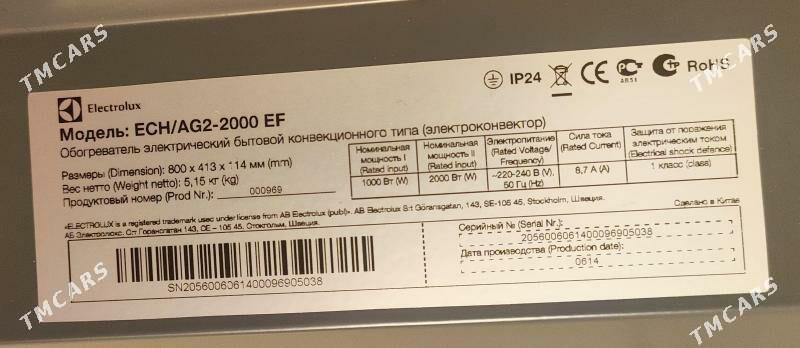 IP24 CE АВ51 RoHS
Electrolux
Модель: ECH/AG2-2000 EF
Обогреватель электрический бытовой конвекционного типа (электроконвектор)
Размеры (Dimension): 800 x 413 x 114 мм (mm)
Вес нетто (Weight netto): 5,15 кг (kg)
Продуктовый номер (Prod Nr.): 000969
Номинальная мощность I (Rated input)
Номинальная мощность II (Rated input)
Электропитание (Rated Voltage/Frequency)
Сила тока (Rated Current)
Защита от поражения электрическим током (Electrical shock defence)
1000 Вт (W)
2000 Вт (W)
~220-240 В (V), 50 Гц (Hz)
8,7 А (A)
1 класс (class)
«ELECTROLUX is a registered trademark used under license from AB Electrolux (publ)». AB Electrolux S:t Göransgatan, 143, SE-105 45, Stockholm, Швеция.
АБ Электролюкс. С:т Горансгатан 143, СЕ – 105 45, Стокгольм, Швеция.
Сделано в Китае
Серийный № (Serial Nr.):
2056006061400096905038
Дата производства (Production date):
0614
SN2056006061400096905038
TMCARS
TMCARS
TMCARS
TMCARS
TMCARS